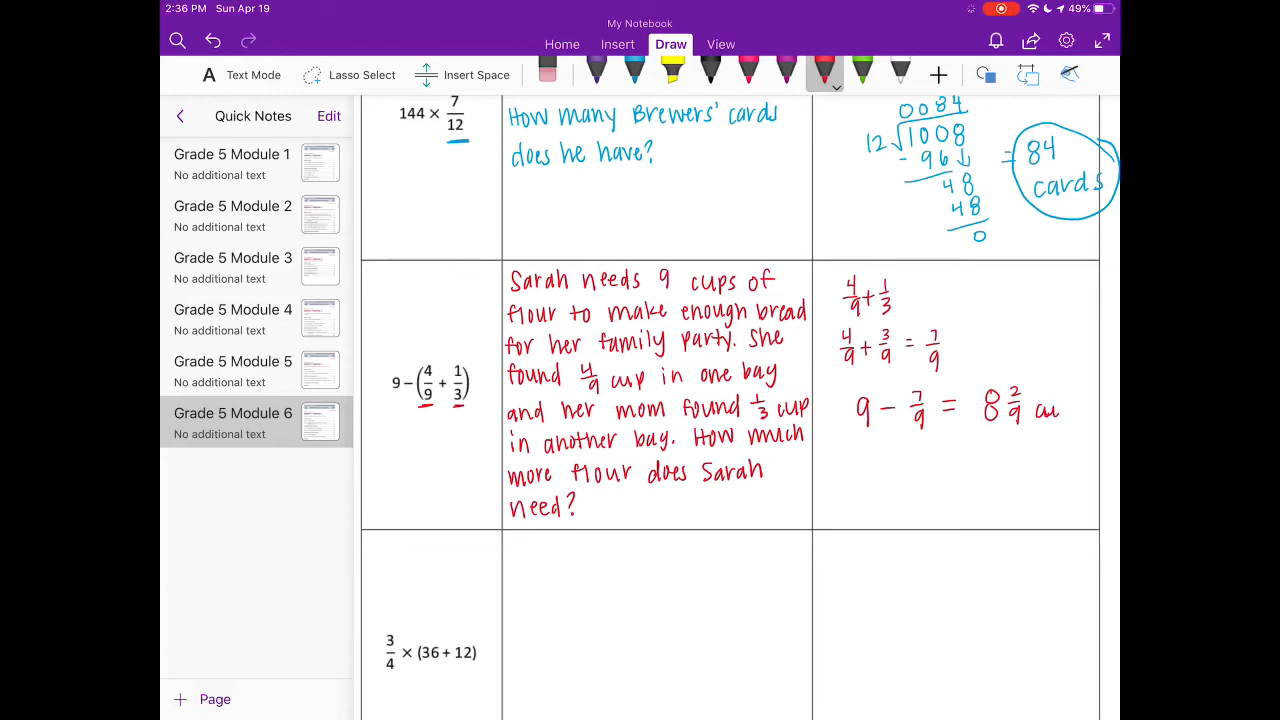 2:36 PM Sun Apr 19
49%
My Notebook
Home Insert Draw View
A Text Mode Lasso Select Insert Space
Quick Notes Edit
Grade 5 Module 1
No additional text
Grade 5 Module 2
No additional text
Grade 5 Module 3
No additional text
Grade 5 Module 4
No additional text
Grade 5 Module 5
No additional text
Grade 5 Module 6
No additional text
+ Page
144 × 7/12
How many Brewers' cards
does he have?
0084
12 1008
- 96
48
48
0
= 84
cards
9 – (4/9 + 1/3)
Sarah needs 9 cups of
flour to make enough bread
for her family party. She
found 4/9 cup in one bag
and her mom found 1/3 cup
in another bag. How much
more flour does Sarah
need?
4/9 + 1/3
4/9 + 3/9 = 7/9
9 – 7/9 = 8 2/9 cu
3/4 × (36 + 12)